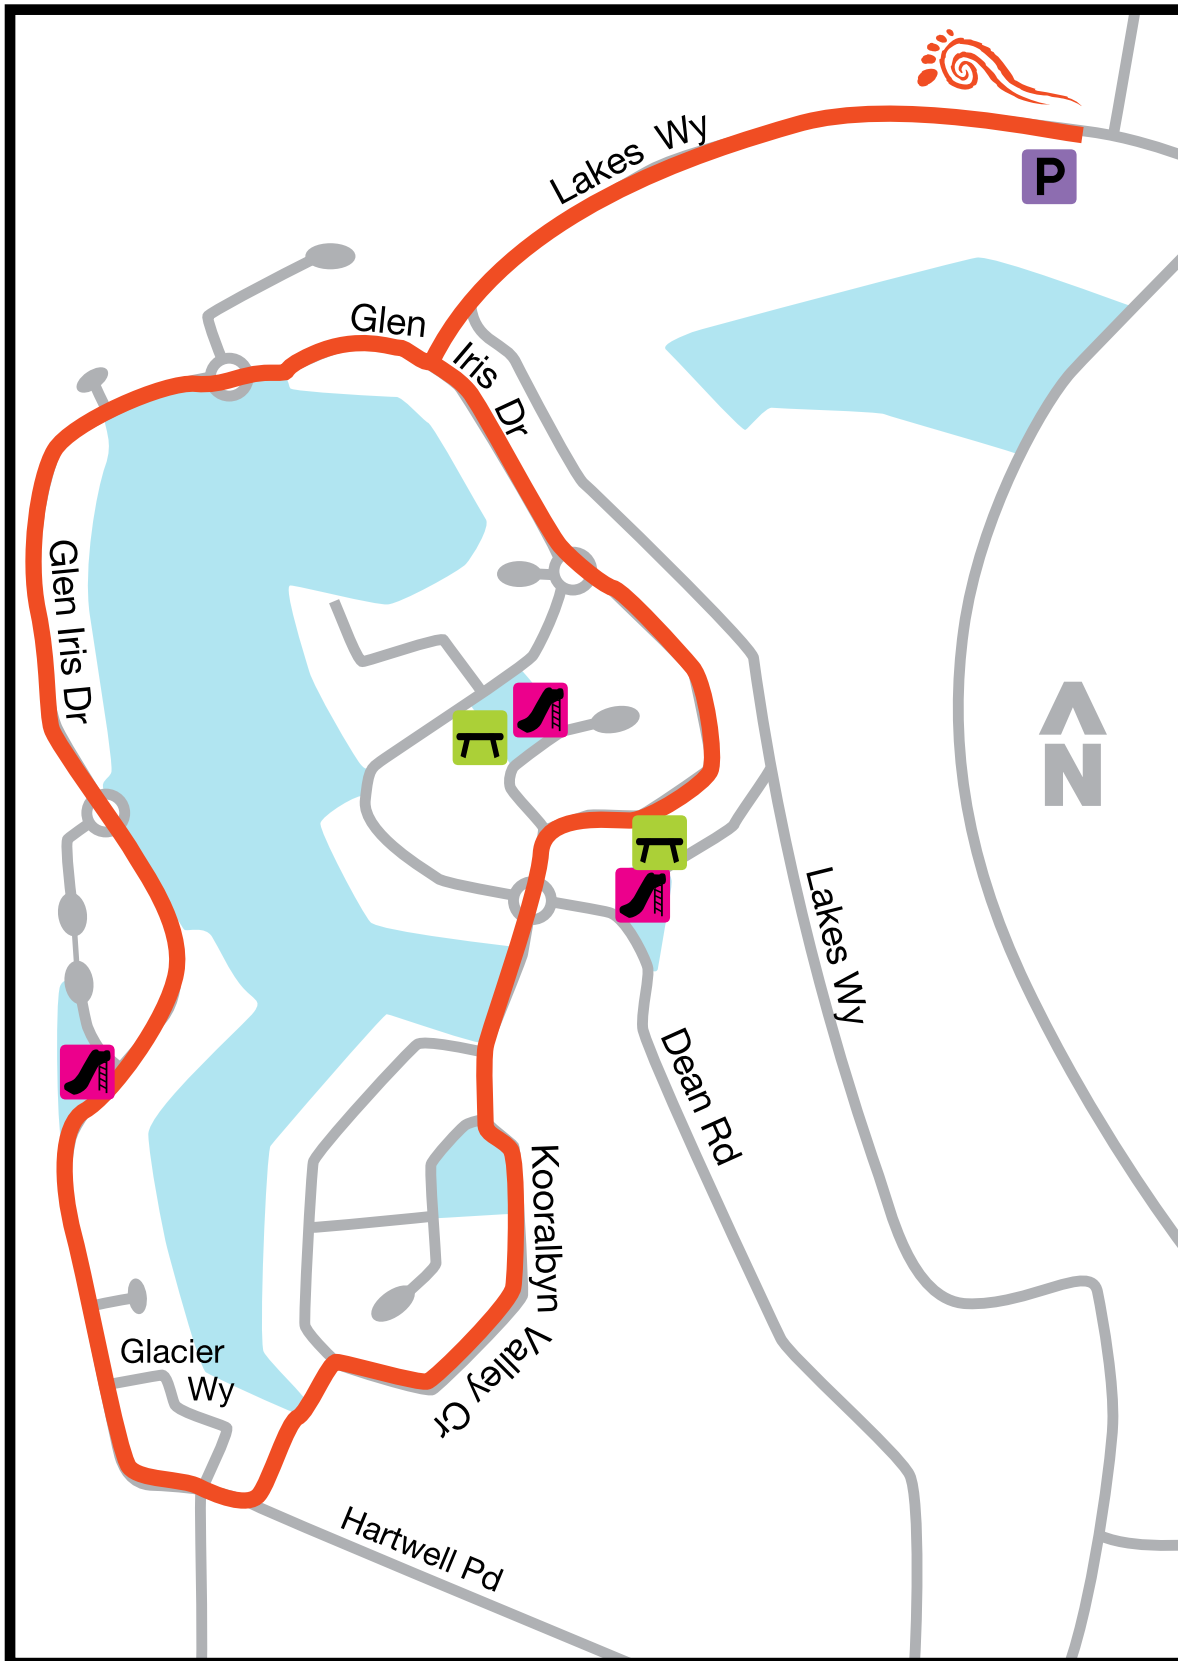 Lakes Wy
P
Glen
Iris Dr
Glen Iris Dr
N
Lakes Wy
Dean Rd
Kooralbyn
Valley Cr
Glacier
Wy
Hartwell Pd